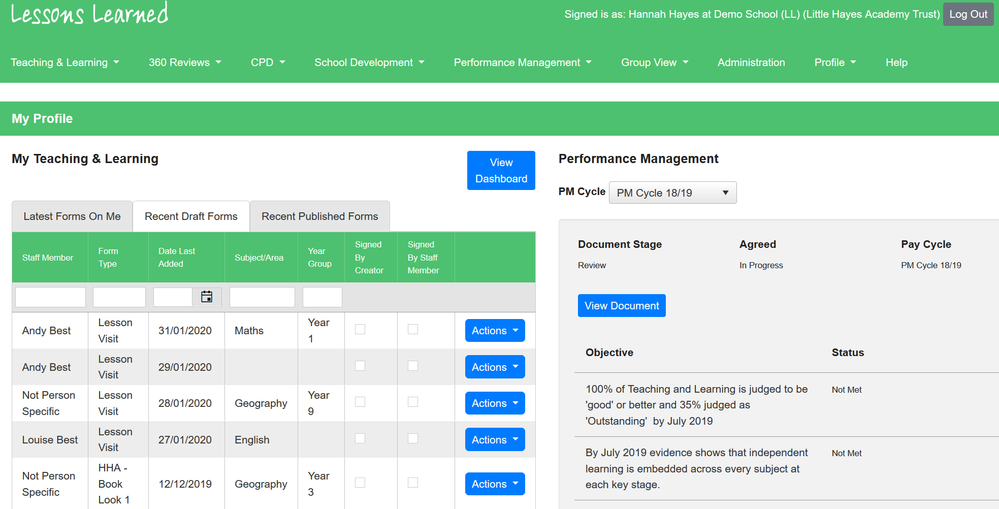 Lessons Learned
Signed is as: Hannah Hayes at Demo School (LL) (Little Hayes Academy Trust) Log Out
Teaching & Learning 360 Reviews CPD School Development Performance Management Group View Administration Profile Help
My Profile
My Teaching & Learning
View
Dashboard
Latest Forms On Me Recent Draft Forms Recent Published Forms
Staff Member
Form
Type
Date Last
Added
Subject/Area
Year
Group
Signed
By
Creator
Signed
By Staff
Member
Andy Best
Lesson
Visit
31/01/2020
Maths
Year
1
Actions
Andy Best
Lesson
Visit
29/01/2020
Actions
Not Person
Specific
Lesson
Visit
28/01/2020
Geography
Year
9
Actions
Louise Best
Lesson
Visit
27/01/2020
English
Actions
Not Person
Specific
HHA -
Book
Look 1
12/12/2019
Geography
Year
3
Actions
Performance Management
PM Cycle PM Cycle 18/19
Document Stage Agreed Pay Cycle
Review In Progress PM Cycle 18/19
View Document
Objective Status
100% of Teaching and Learning is judged to be
'good' or better and 35% judged as
'Outstanding'  by July 2019
Not Met
By July 2019 evidence shows that independent
learning is embedded across every subject at
each key stage.
Not Met